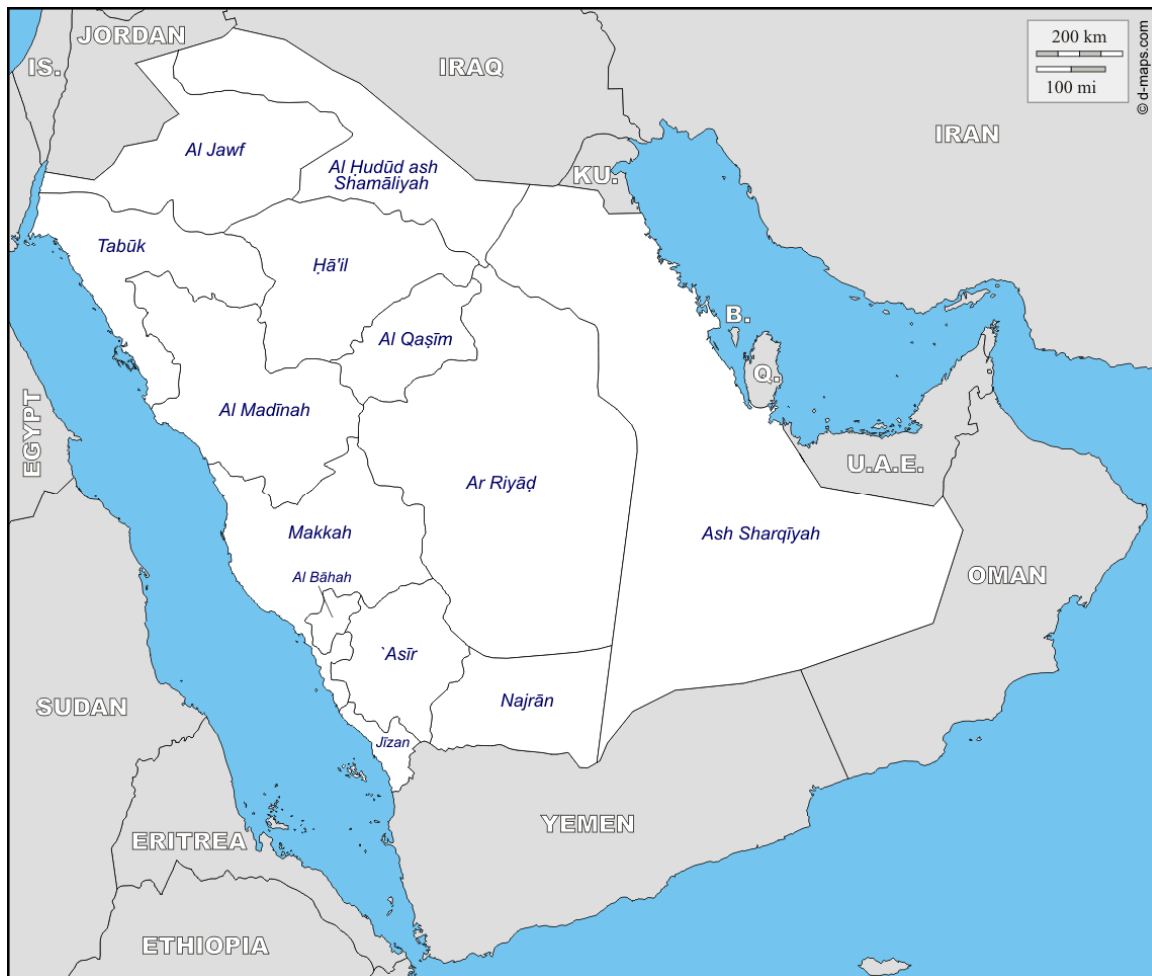 JORDAN
IS.
IRAQ
200 km
100 mi
© d-maps.com
IRAN
Al Jawf
Al Ḥudūd ash
Shamāliyah
KU.
Tabūk
Ḥā'il
B.
Al Qaṣīm
Q.
Al Madīnah
EGYPT
U.A.E.
Ar Riyāḍ
Makkah
Ash Sharqīyah
Al Bāhah
OMAN
`Asīr
Najrān
SUDAN
Jīzan
YEMEN
ERITREA
ETHIOPIA